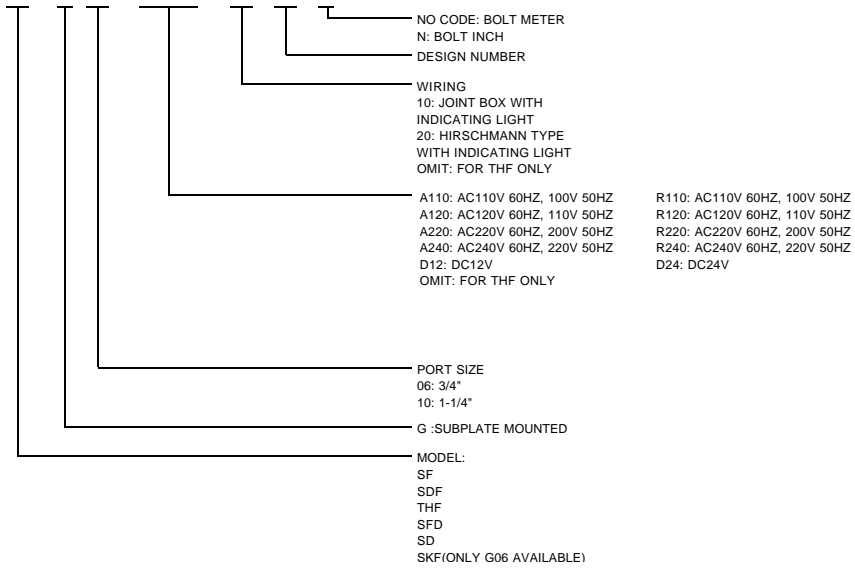 NO CODE: BOLT METER
N: BOLT INCH
DESIGN NUMBER
WIRING
10: JOINT BOX WITH
INDICATING LIGHT
20: HIRSCHMANN TYPE
WITH INDICATING LIGHT
OMIT: FOR THF ONLY
A110: AC110V 60HZ, 100V 50HZ R110: AC110V 60HZ, 100V 50HZ
A120: AC120V 60HZ, 110V 50HZ R120: AC120V 60HZ, 110V 50HZ
A220: AC220V 60HZ, 200V 50HZ R220: AC220V 60HZ, 200V 50HZ
A240: AC240V 60HZ, 220V 50HZ R240: AC240V 60HZ, 220V 50HZ
D12: DC12V D24: DC24V
OMIT: FOR THF ONLY
PORT SIZE
06: 3/4"
10: 1-1/4"
G :SUBPLATE MOUNTED
MODEL:
SF
SDF
THF
SFD
SD
SKF(ONLY G06 AVAILABLE)